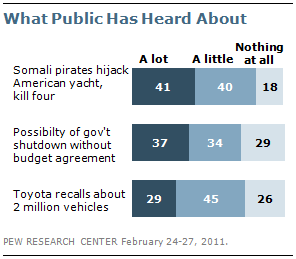 What Public Has Heard About
A lot A little Nothing at all
Somali pirates hijack
American yacht,
kill four
41 40 18
Possibilty of gov't
shutdown without
budget agreement
37 34 29
Toyota recalls about
2 million vehicles
29 45 26
PEW RESEARCH CENTER February 24-27, 2011.